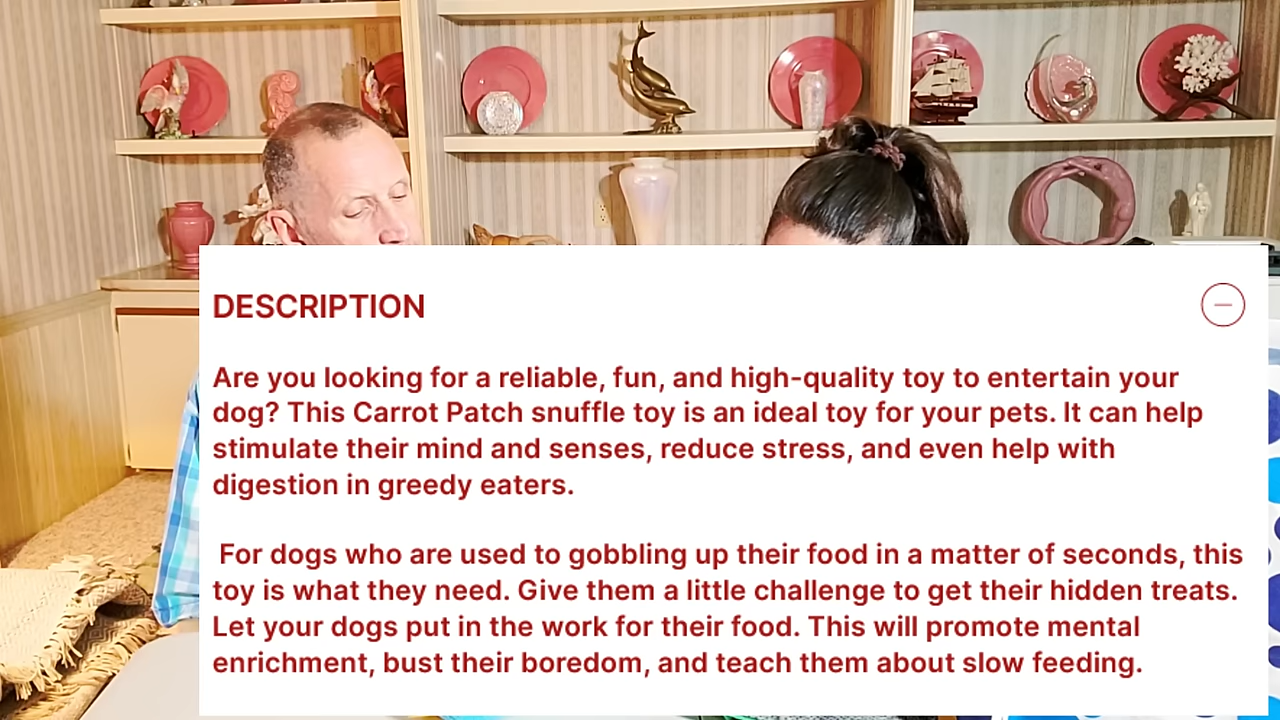 DESCRIPTION
Are you looking for a reliable, fun, and high-quality toy to entertain your
dog? This Carrot Patch snuffle toy is an ideal toy for your pets. It can help
stimulate their mind and senses, reduce stress, and even help with
digestion in greedy eaters.
For dogs who are used to gobbling up their food in a matter of seconds, this
toy is what they need. Give them a little challenge to get their hidden treats.
Let your dogs put in the work for their food. This will promote mental
enrichment, bust their boredom, and teach them about slow feeding.